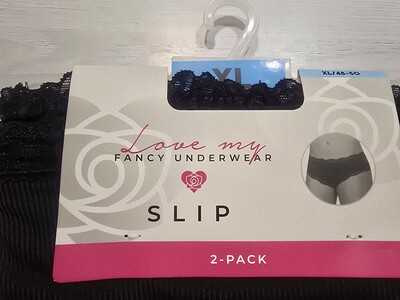 XL
XL/48-50
Love my
FANCY UNDERWEAR
SLIP
2-PACK